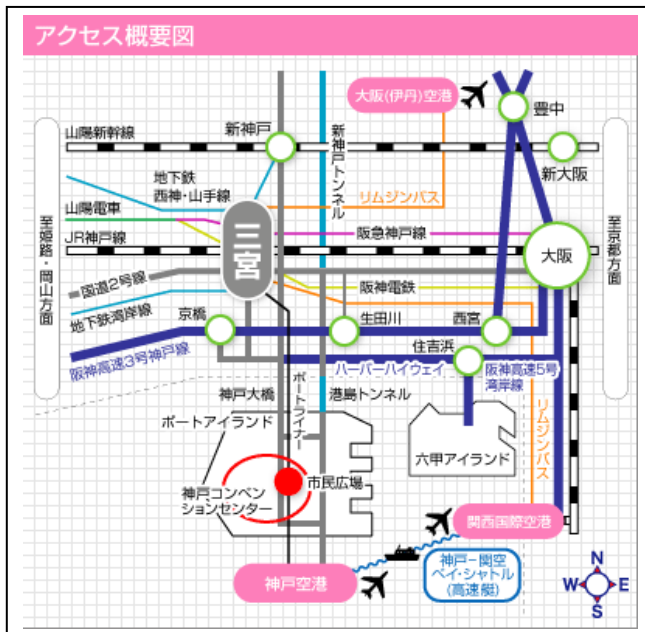 アクセス概要図
大阪(伊丹)空港
豊中
山陽新幹線
新神戸
新神戸トンネル
新大阪
地下鉄
西神・山手線
リムジンバス
山陽電車
三宮
阪急神戸線
JR神戸線
大阪
至姫路・岡山方面
至京都方面
国道2号線
阪神電鉄
地下鉄湾岸線
京橋
生田川
西宮
住吉浜
阪神高速3号神戸線
ハーバーハイウェイ
阪神高速5号
湾岸線
神戸大橋
ポートライナー
港島トンネル
リムジンバス
ポートアイランド
六甲アイランド
市民広場
神戸コンベン
ションセンター
関西国際空港
神戸空港
神戸－関空
ベイ・シャトル
(高速艇)
N
W
E
S